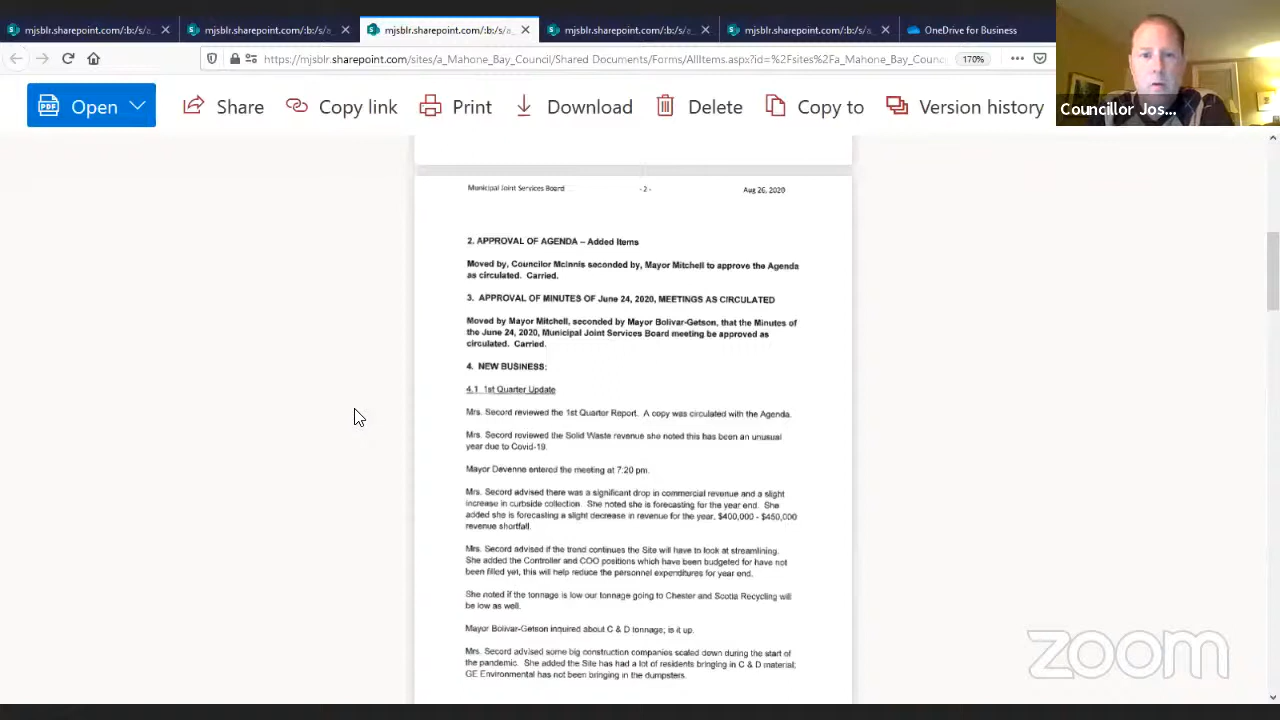 mjsblr.sharepoint.com/:b:/s/a_
mjsblr.sharepoint.com/:b:/s/a_
mjsblr.sharepoint.com/:b:/s/a_
mjsblr.sharepoint.com/:b:/s/a_
mjsblr.sharepoint.com/:b:/s/a_
OneDrive for Business
https://mjsblr.sharepoint.com/sites/a_Mahone_Bay_Council/Shared Documents/Forms/AllItems.aspx?id=%2Fsites%2Fa_Mahone_Bay_Counc
170%
PDF Open
Share
Copy link
Print
Download
Delete
Copy to
Version history
Councillor Jos...
Municipal Joint Services Board
- 2 -
Aug 26, 2020
2. APPROVAL OF AGENDA – Added Items
Moved by, Councilor McInnis seconded by, Mayor Mitchell to approve the Agenda
as circulated. Carried.
3. APPROVAL OF MINUTES OF June 24, 2020, MEETINGS AS CIRCULATED
Moved by Mayor Mitchell, seconded by Mayor Bolivar-Getson, that the Minutes of
the June 24, 2020, Municipal Joint Services Board meeting be approved as
circulated. Carried.
4. NEW BUSINESS:
4.1 1st Quarter Update
Mrs. Secord reviewed the 1st Quarter Report. A copy was circulated with the Agenda.
Mrs. Secord reviewed the Solid Waste revenue she noted this has been an unusual
year due to Covid-19.
Mayor Devenne entered the meeting at 7:20 pm.
Mrs. Secord advised there was a significant drop in commercial revenue and a slight
increase in curbside collection. She noted she is forecasting for the year end. She
added she is forecasting a slight decrease in revenue for the year, $400,000 - $450,000
revenue shortfall.
Mrs. Secord advised if the trend continues the Site will have to look at streamlining.
She added the Controller and COO positions which have been budgeted for have not
been filled yet, this will help reduce the personnel expenditures for year end.
She noted if the tonnage is low our tonnage going to Chester and Scotia Recycling will
be low as well.
Mayor Bolivar-Getson inquired about C & D tonnage; is it up.
Mrs. Secord advised some big construction companies scaled down during the start of
the pandemic. She added the Site has had a lot of residents bringing in C & D material;
GE Environmental has not been bringing in the dumpsters.
zoom